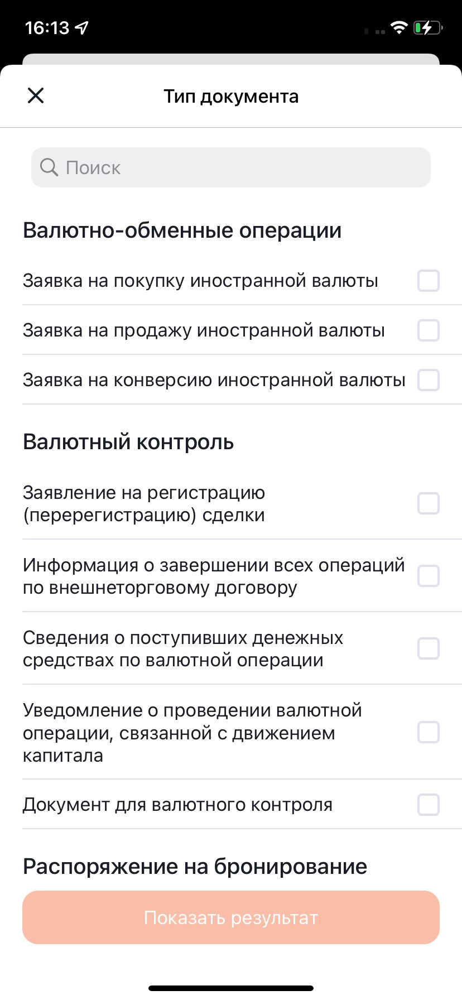 16:13
Тип документа
Поиск
Валютно-обменные операции
Заявка на покупку иностранной валюты
Заявка на продажу иностранной валюты
Заявка на конверсию иностранной валюты
Валютный контроль
Заявление на регистрацию
(перерегистрацию) сделки
Информация о завершении всех операций
по внешнеторговому договору
Сведения о поступивших денежных
средствах по валютной операции
Уведомление о проведении валютной
операции, связанной с движением
капитала
Документ для валютного контроля
Распоряжение на бронирование
Показать результат